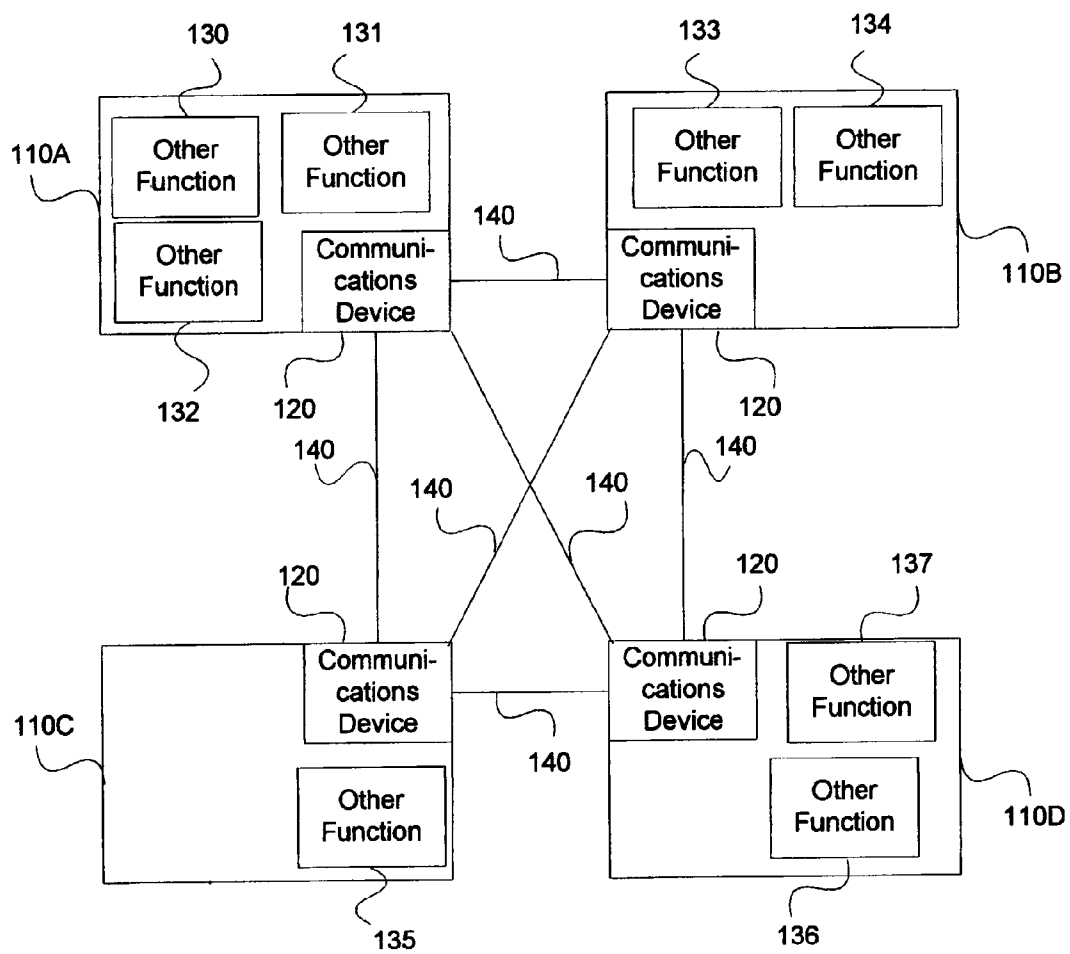 130
131
133
134
110A
Other
Function
Other
Function
Other
Function
Other
Function
Other
Function
Communi-
cations
Device
140
Communi-
cations
Device
110B
132
120
120
140
140
140
140
120
120
137
110C
Communi-
cations
Device
140
Communi-
cations
Device
Other
Function
Other
Function
Other
Function
110D
135
136